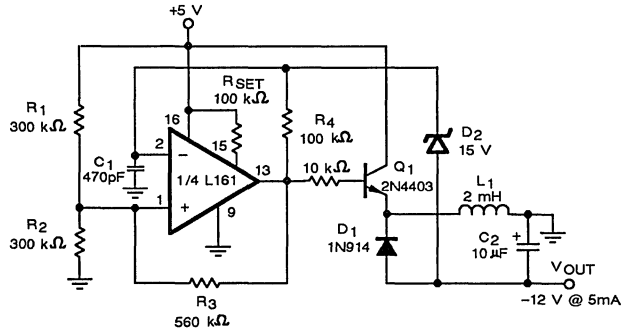 +5 V
R1
300 kΩ
R2
300 kΩ
C1
470pF
16
2
1
1/4 L161
15
13
9
RSET
100 kΩ
R4
100 kΩ
10 kΩ
R3
560 kΩ
Q1
2N4403
D1
1N914
D2
15 V
L1
2 mH
C2
10 μF
+
VOUT
−12 V @ 5mA